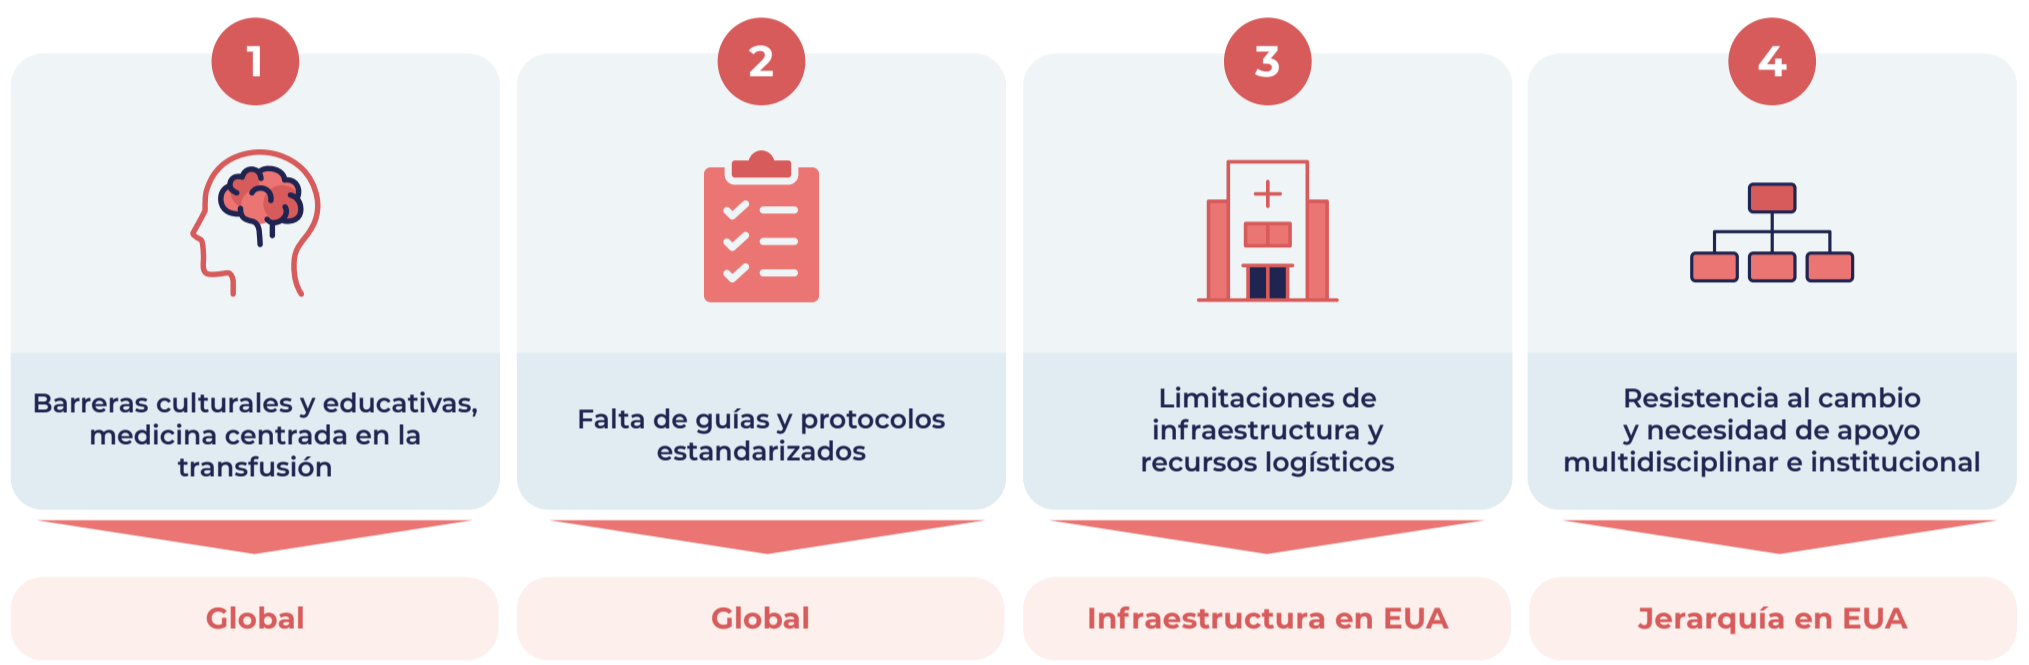 1
Barreras culturales y educativas,
medicina centrada en la
transfusión
Global
2
Falta de guías y protocolos
estandarizados
Global
3
Limitaciones de
infraestructura y
recursos logísticos
Infraestructura en EUA
4
Resistencia al cambio
y necesidad de apoyo
multidisciplinar e institucional
Jerarquía en EUA